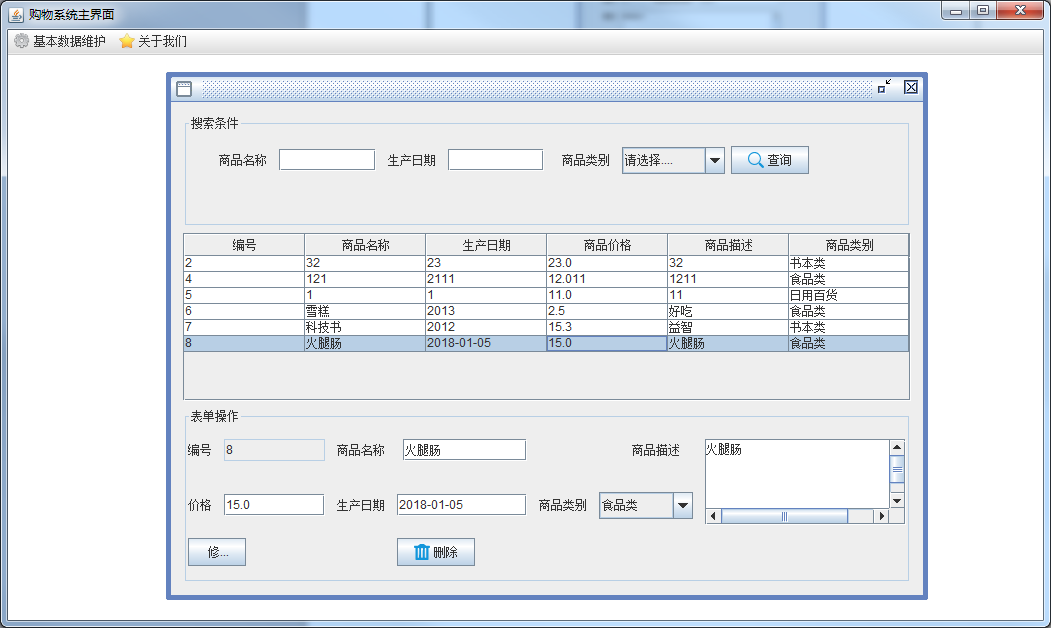 购物系统主界面
基本数据维护 关于我们
搜索条件
商品名称 生产日期 商品类别 请选择.... 查询
编号 商品名称 生产日期 商品价格 商品描述 商品类别
2 32 23 23.0 32 书本类
4 121 2111 12.011 1211 食品类
5 1 1 11.0 11 日用百货
6 雪糕 2013 2.5 好吃 食品类
7 科技书 2012 15.3 益智 书本类
8 火腿肠 2018-01-05 15.0 火腿肠 食品类
表单操作
编号 8 商品名称 火腿肠 商品描述 火腿肠
价格 15.0 生产日期 2018-01-05 商品类别 食品类
修... 删除